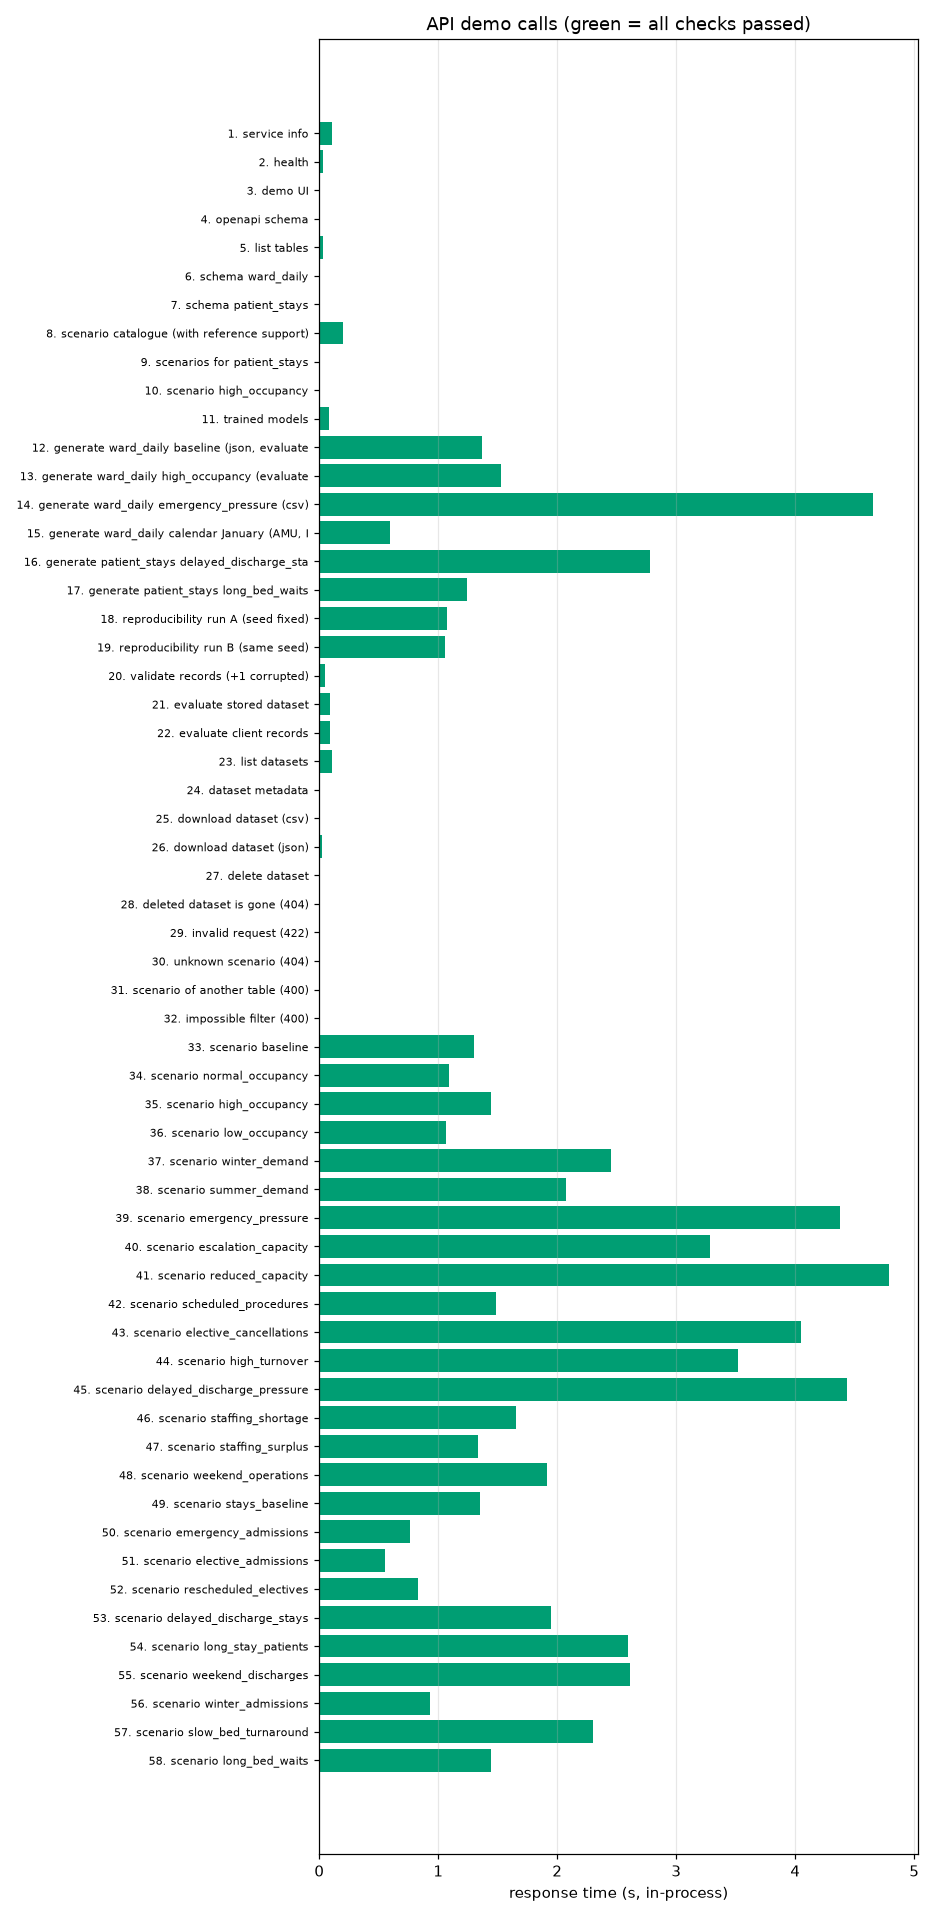 API demo calls (green = all checks passed)
1. service info
2. health
3. demo UI
4. openapi schema
5. list tables
6. schema ward_daily
7. schema patient_stays
8. scenario catalogue (with reference support)
9. scenarios for patient_stays
10. scenario high_occupancy
11. trained models
12. generate ward_daily baseline (json, evaluate
13. generate ward_daily high_occupancy (evaluate
14. generate ward_daily emergency_pressure (csv)
15. generate ward_daily calendar January (AMU, I
16. generate patient_stays delayed_discharge_sta
17. generate patient_stays long_bed_waits
18. reproducibility run A (seed fixed)
19. reproducibility run B (same seed)
20. validate records (+1 corrupted)
21. evaluate stored dataset
22. evaluate client records
23. list datasets
24. dataset metadata
25. download dataset (csv)
26. download dataset (json)
27. delete dataset
28. deleted dataset is gone (404)
29. invalid request (422)
30. unknown scenario (404)
31. scenario of another table (400)
32. impossible filter (400)
33. scenario baseline
34. scenario normal_occupancy
35. scenario high_occupancy
36. scenario low_occupancy
37. scenario winter_demand
38. scenario summer_demand
39. scenario emergency_pressure
40. scenario escalation_capacity
41. scenario reduced_capacity
42. scenario scheduled_procedures
43. scenario elective_cancellations
44. scenario high_turnover
45. scenario delayed_discharge_pressure
46. scenario staffing_shortage
47. scenario staffing_surplus
48. scenario weekend_operations
49. scenario stays_baseline
50. scenario emergency_admissions
51. scenario elective_admissions
52. scenario rescheduled_electives
53. scenario delayed_discharge_stays
54. scenario long_stay_patients
55. scenario weekend_discharges
56. scenario winter_admissions
57. scenario slow_bed_turnaround
58. scenario long_bed_waits
0 1 2 3 4 5
response time (s, in-process)